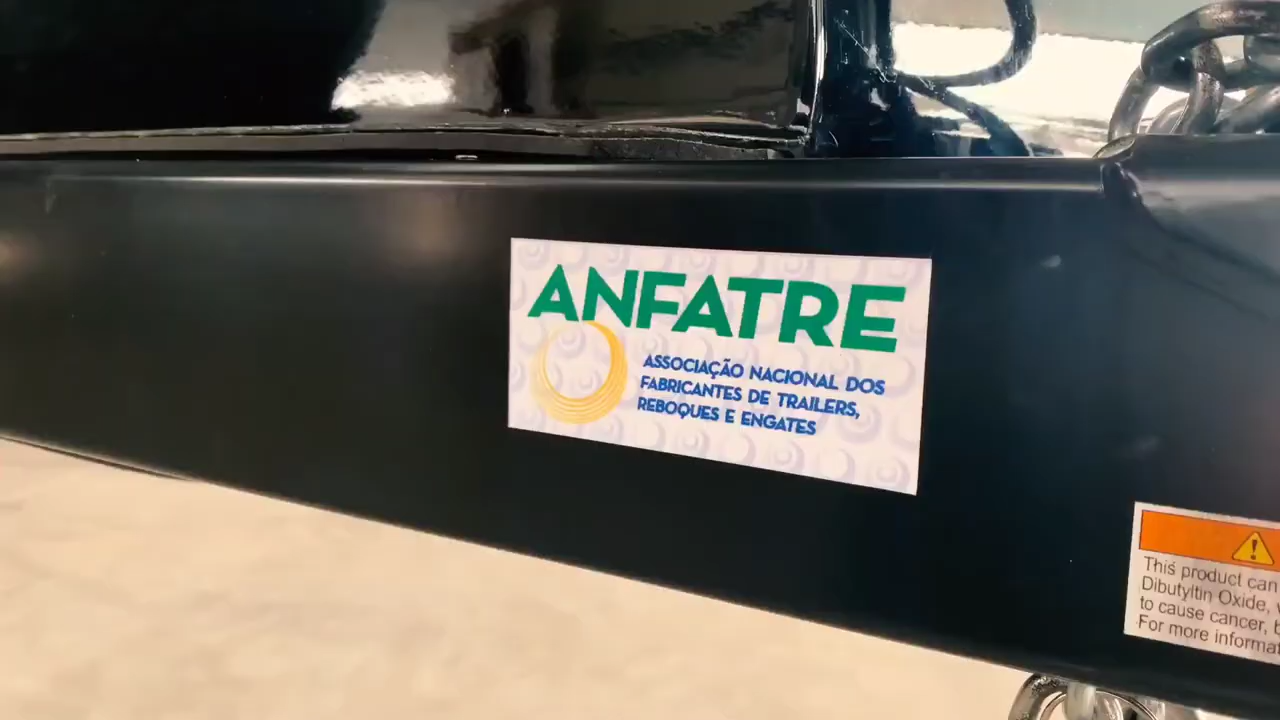 ANFATRE
ASSOCIAÇÃO NACIONAL DOS
FABRICANTES DE TRAILERS,
REBOQUES E ENGATES
This product can
Dibutyltin Oxide,
to cause cancer,
For more